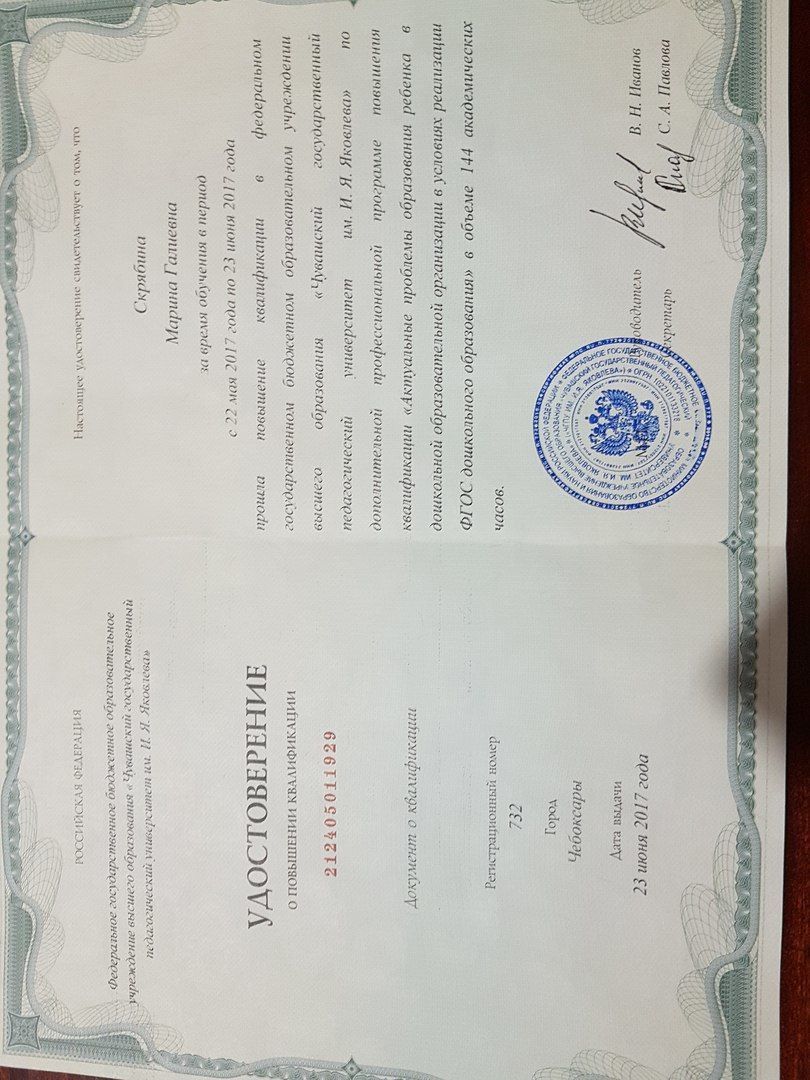 РОССИЙСКАЯ ФЕДЕРАЦИЯ
Федеральное государственное бюджетное образовательное
учреждение высшего образования «Чувашский государственный
педагогический университет им. И. Я. Яковлева»
УДОСТОВЕРЕНИЕ
О ПОВЫШЕНИИ КВАЛИФИКАЦИИ
212405011929
Документ о квалификации
Регистрационный номер
732
Город
Чебоксары
Дата выдачи
23 июня 2017 года
Настоящее удостоверение свидетельствует о том, что
Скрябина
Марина Галиевна
за время обучения в период
с 22 мая 2017 года по 23 июня 2017 года
прошла повышение квалификации в федеральном
государственном бюджетном образовательном учреждении
высшего образования «Чувашский государственный
педагогический университет им. И. Я. Яковлева» по
дополнительной профессиональной программе повышения
квалификации «Актуальные проблемы образования ребенка в
дошкольной образовательной организации в условиях реализации
ФГОС дошкольного образования» в объеме 144 академических
часов.
Руководитель В. Н. Иванов
Секретарь С. А. Павлова